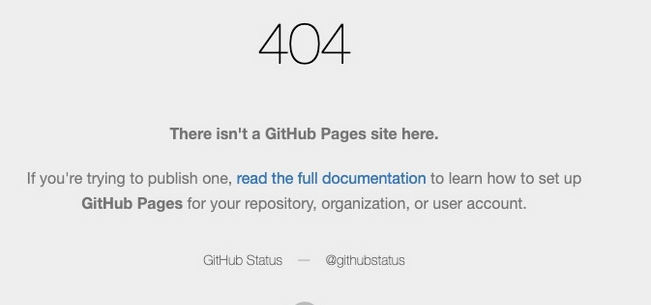 404
There isn't a GitHub Pages site here.
If you're trying to publish one, read the full documentation to learn how to set up
GitHub Pages for your repository, organization, or user account.
GitHub Status — @githubstatus